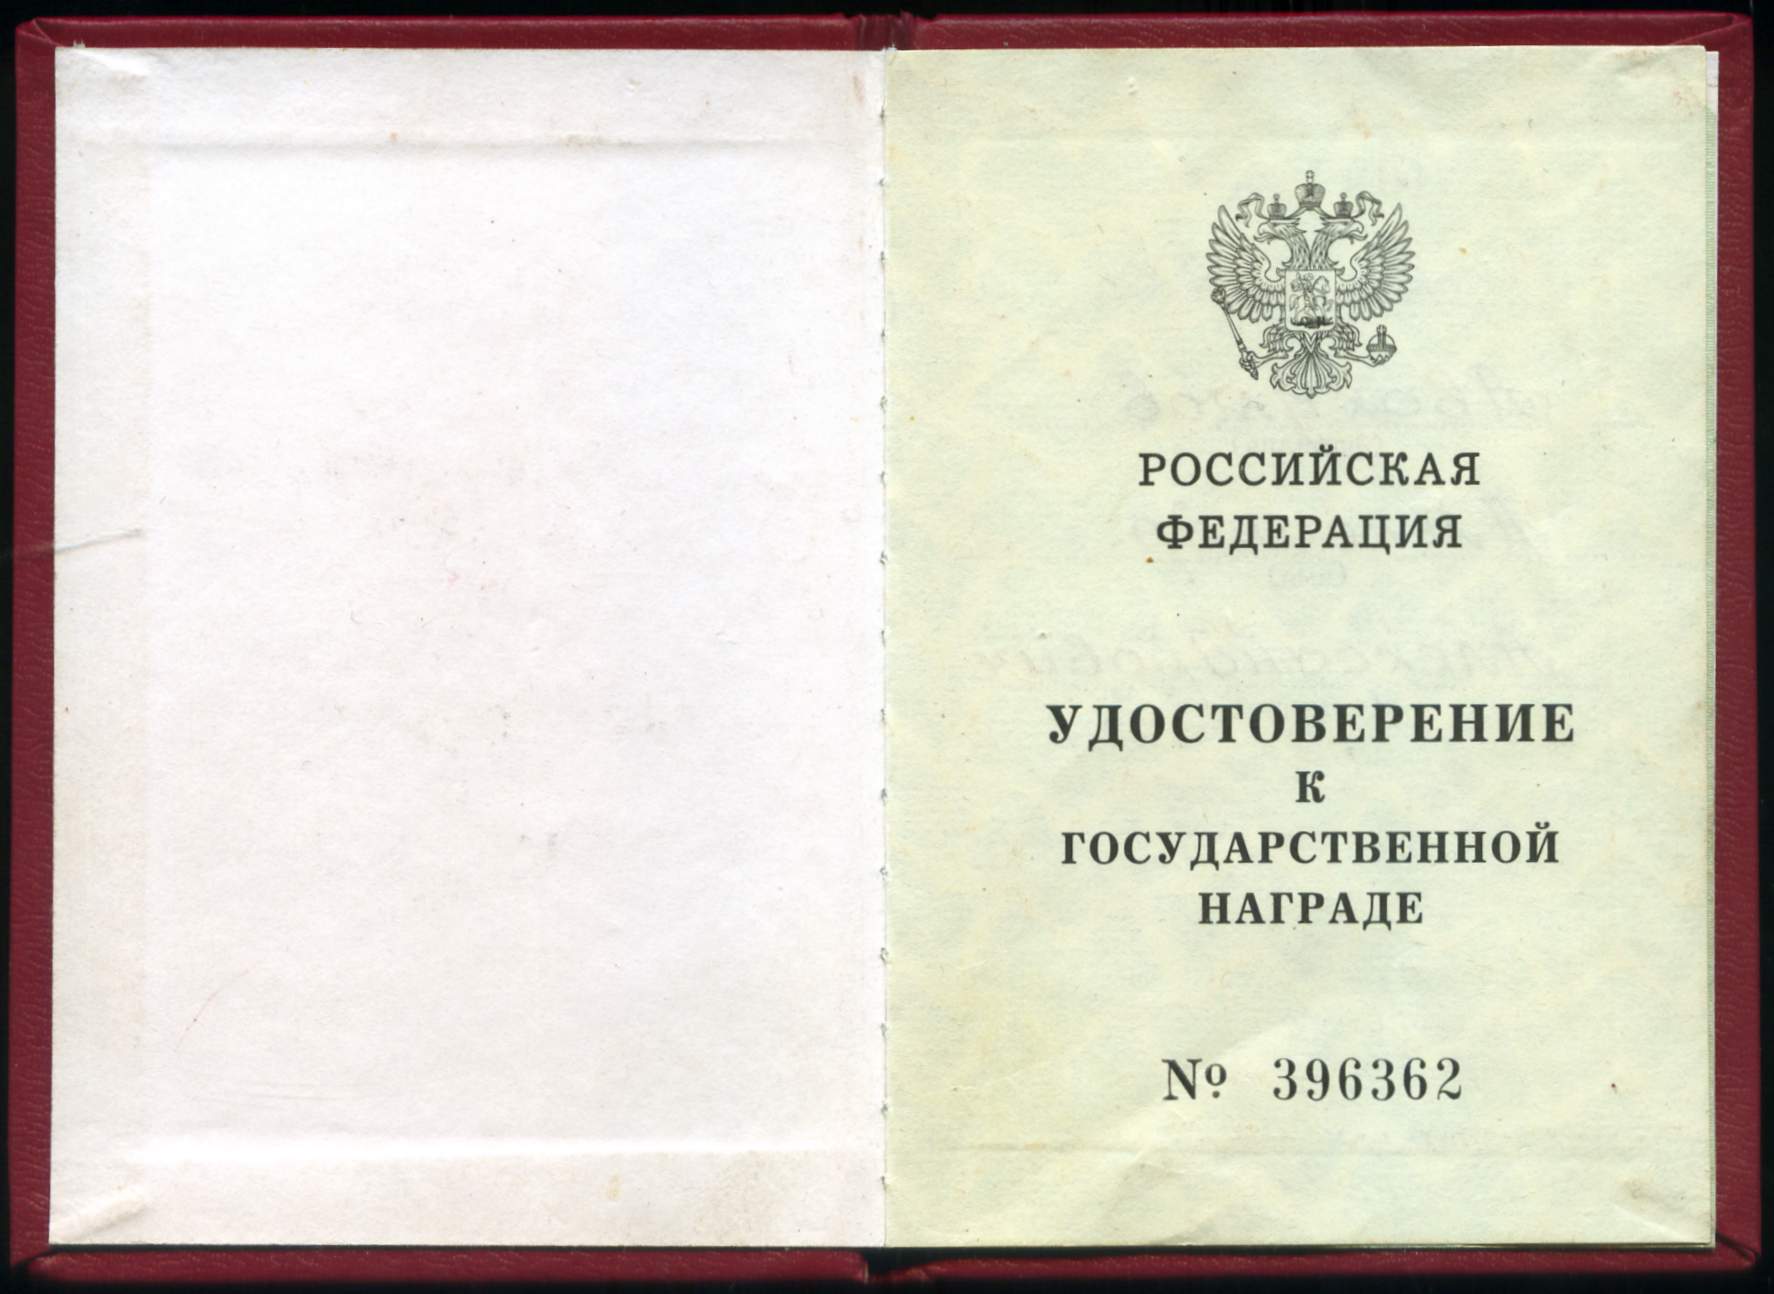 РОССИЙСКАЯ
ФЕДЕРАЦИЯ
УДОСТОВЕРЕНИЕ
К
ГОСУДАРСТВЕННОЙ
НАГРАДЕ
№ 396362